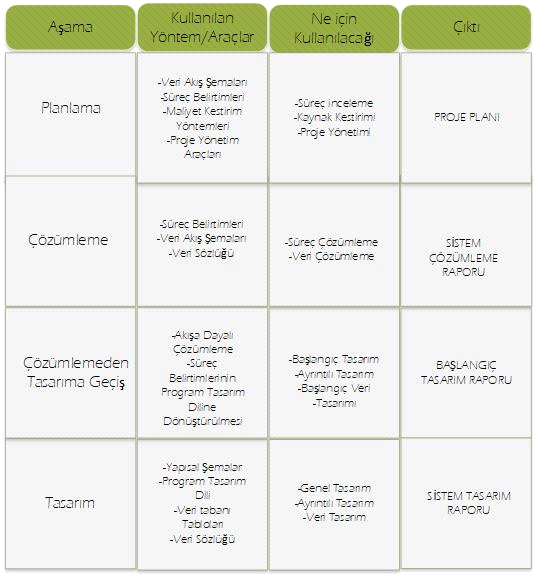 Aşama
Kullanılan
Yöntem/Araçlar
Ne için
Kullanılacağı
Çıktı
Planlama
-Veri Akış Şemaları
-Süreç Belirtimleri
-Maliyet Kestirim
Yöntemleri
-Proje Yönetim
Araçları
-Süreç İnceleme
-Kaynak Kestirimi
-Proje Yönetimi
PROJE PLANI
Çözümleme
-Süreç Belirtimleri
-Veri Akış Şemaları
-Veri Sözlüğü
-Süreç Çözümleme
-Veri Çözümleme
SİSTEM
ÇÖZÜMLEME
RAPORU
Çözümlemeden
Tasarıma Geçiş
-Akışa Dayalı
Çözümleme
-Süreç
Belirtimlerinin
Program Tasarım
Diline
Dönüştürülmesi
-Başlangıç Tasarım
-Ayrıntılı Tasarım
-Başlangıç Veri
-Tasarımı
BAŞLANGIÇ
TASARIM RAPORU
Tasarım
-Yapısal Şemalar
-Program Tasarım
Dili
-Veri tabanı
Tabloları
-Veri Sözlüğü
-Genel Tasarım
-Ayrıntılı Tasarım
-Veri Tasarım
SİSTEM TASARIM
RAPORU